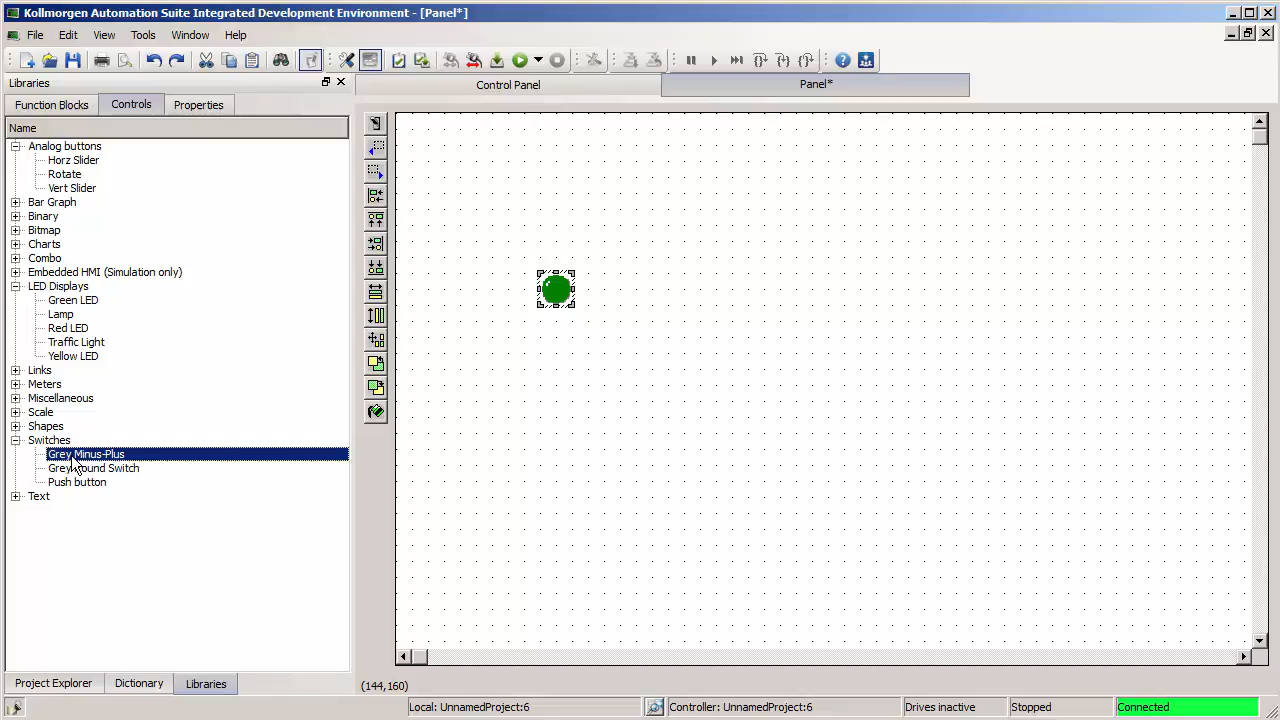 Kollmorgen Automation Suite Integrated Development Environment - [Panel*]
File Edit View Tools Window Help
Libraries
Control Panel
Panel*
Function Blocks
Controls
Properties
Name
Analog buttons
Horz Slider
Rotate
Vert Slider
Bar Graph
Binary
Bitmap
Charts
Combo
Embedded HMI (Simulation only)
LED Displays
Green LED
Lamp
Red LED
Traffic Light
Yellow LED
Links
Meters
Miscellaneous
Scale
Shapes
Switches
Grey Minus-Plus
Grey Round Switch
Push button
Text
Project Explorer
Dictionary
Libraries
(144,160)
Local: UnnamedProject:6
Controller: UnnamedProject:6
Drives inactive
Stopped
Connected